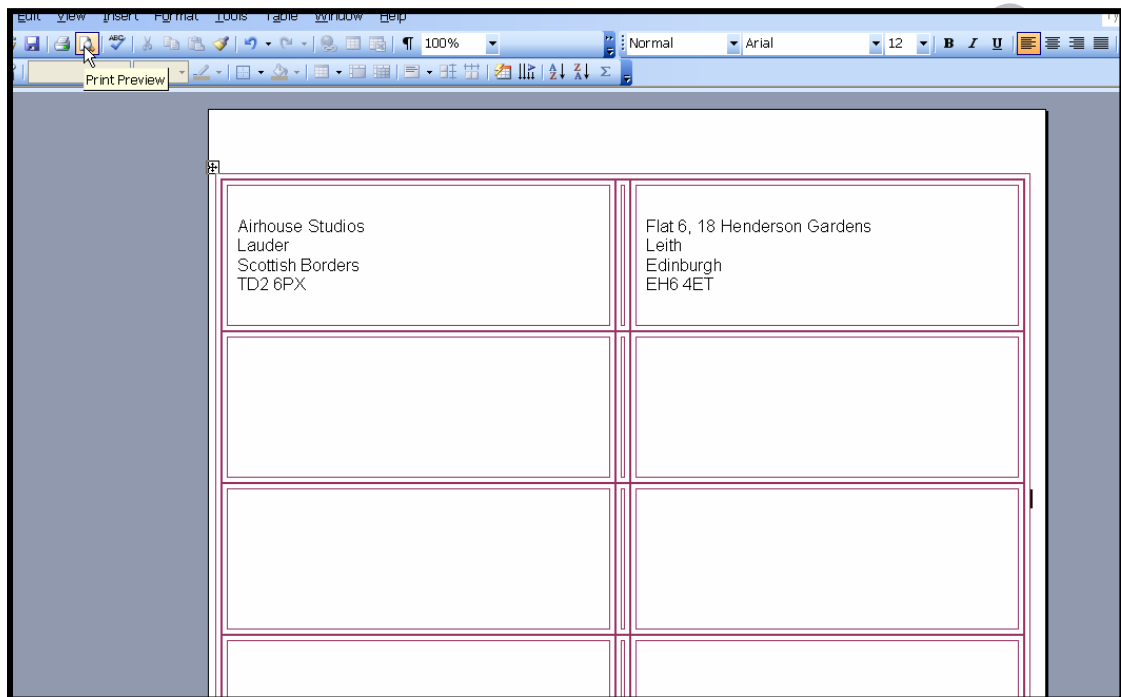 Edit View Insert Format Tools Table Window Help
ABC ¶ 100% Normal Arial 12 B I U
Print Preview A Z Z A Σ
Airhouse Studios
Lauder
Scottish Borders
TD2 6PX
Flat 6, 18 Henderson Gardens
Leith
Edinburgh
EH6 4ET